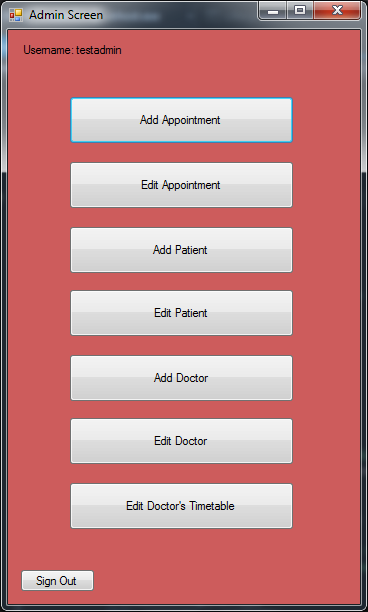 Admin Screen
Username: testadmin
Add Appointment
Edit Appointment
Add Patient
Edit Patient
Add Doctor
Edit Doctor
Edit Doctor's Timetable
Sign Out